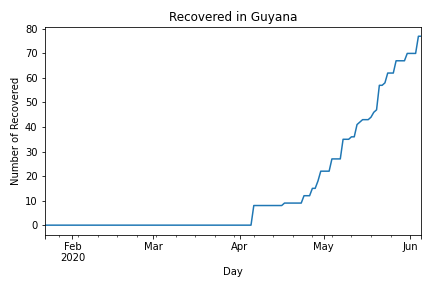 Recovered in Guyana
80
70
60
50
40
30
20
10
0
Number of Recovered
Feb
2020
Mar
Apr
May
Jun
Day